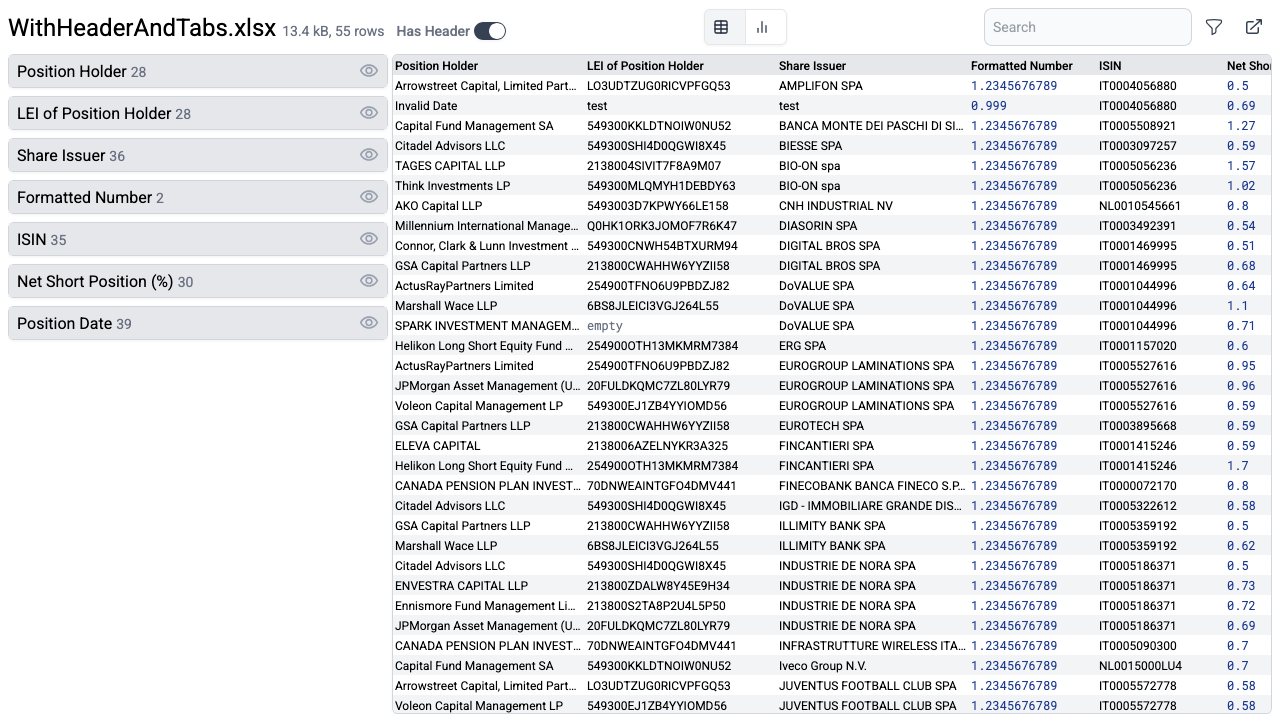 WithHeaderAndTabs.xlsx 13.4 kB, 55 rows Has Header Search
Position Holder 28
LEI of Position Holder 28
Share Issuer 36
Formatted Number 2
ISIN 35
Net Short Position (%) 30
Position Date 39
Position Holder LEI of Position Holder Share Issuer Formatted Number ISIN Net Shor
Arrowstreet Capital, Limited Part... LO3UDTZUG0RICVPFGQ53 AMPLIFON SPA 1.2345676789 IT0004056880 0.5
Invalid Date test test 0.999 IT0004056880 0.69
Capital Fund Management SA 549300KKLDTNOIW0NU52 BANCA MONTE DEI PASCHI DI SI... 1.2345676789 IT0005508921 1.27
Citadel Advisors LLC 549300SHI4D0QGWI8X45 BIESSE SPA 1.2345676789 IT0003097257 0.59
TAGES CAPITAL LLP 2138004SIVIT7F8A9M07 BIO-ON spa 1.2345676789 IT0005056236 1.57
Think Investments LP 549300MLQMYH1DEBDY63 BIO-ON spa 1.2345676789 IT0005056236 1.02
AKO Capital LLP 5493003D7KPWY66LE158 CNH INDUSTRIAL NV 1.2345676789 NL0010545661 0.8
Millennium International Manage... Q0HK1ORK3JOMOF7R6K47 DIASORIN SPA 1.2345676789 IT0003492391 0.54
Connor, Clark & Lunn Investment ... 549300CNWH54BTXURM94 DIGITAL BROS SPA 1.2345676789 IT0001469995 0.51
GSA Capital Partners LLP 213800CWAHHW6YYZII58 DIGITAL BROS SPA 1.2345676789 IT0001469995 0.68
ActusRayPartners Limited 254900TFNO6U9PBDZJ82 DoVALUE SPA 1.2345676789 IT0001044996 0.64
Marshall Wace LLP 6BS8JLEICI3VGJ264L55 DoVALUE SPA 1.2345676789 IT0001044996 1.1
SPARK INVESTMENT MANAGEM... empty DoVALUE SPA 1.2345676789 IT0001044996 0.71
Helikon Long Short Equity Fund ... 254900OTH13MKMRM7384 ERG SPA 1.2345676789 IT0001157020 0.6
ActusRayPartners Limited 254900TFNO6U9PBDZJ82 EUROGROUP LAMINATIONS SPA 1.2345676789 IT0005527616 0.95
JPMorgan Asset Management (U... 20FULDKQMC7ZL80LYR79 EUROGROUP LAMINATIONS SPA 1.2345676789 IT0005527616 0.96
Voleon Capital Management LP 549300EJ1ZB4YYIOMD56 EUROGROUP LAMINATIONS SPA 1.2345676789 IT0005527616 0.59
GSA Capital Partners LLP 213800CWAHHW6YYZII58 EUROTECH SPA 1.2345676789 IT0003895668 0.59
ELEVA CAPITAL 2138006AZELNYKR3A325 FINCANTIERI SPA 1.2345676789 IT0001415246 0.59
Helikon Long Short Equity Fund ... 254900OTH13MKMRM7384 FINCANTIERI SPA 1.2345676789 IT0001415246 1.7
CANADA PENSION PLAN INVEST... 70DNWEAINTGFO4DMV441 FINECOBANK BANCA FINECO S.P... 1.2345676789 IT0000072170 0.8
Citadel Advisors LLC 549300SHI4D0QGWI8X45 IGD - IMMOBILIARE GRANDE DIS... 1.2345676789 IT0005322612 0.58
GSA Capital Partners LLP 213800CWAHHW6YYZII58 ILLIMITY BANK SPA 1.2345676789 IT0005359192 0.5
Marshall Wace LLP 6BS8JLEICI3VGJ264L55 ILLIMITY BANK SPA 1.2345676789 IT0005359192 0.62
Citadel Advisors LLC 549300SHI4D0QGWI8X45 INDUSTRIE DE NORA SPA 1.2345676789 IT0005186371 0.5
ENVESTRA CAPITAL LLP 213800ZDALW8Y45E9H34 INDUSTRIE DE NORA SPA 1.2345676789 IT0005186371 0.73
Ennismore Fund Management Li... 213800S2TA8P2U4L5P50 INDUSTRIE DE NORA SPA 1.2345676789 IT0005186371 0.72
JPMorgan Asset Management (U... 20FULDKQMC7ZL80LYR79 INDUSTRIE DE NORA SPA 1.2345676789 IT0005186371 0.69
CANADA PENSION PLAN INVEST... 70DNWEAINTGFO4DMV441 INFRASTRUTTURE WIRELESS ITA... 1.2345676789 IT0005090300 0.7
Capital Fund Management SA 549300KKLDTNOIW0NU52 Iveco Group N.V. 1.2345676789 NL0015000LU4 0.7
Arrowstreet Capital, Limited Part... LO3UDTZUG0RICVPFGQ53 JUVENTUS FOOTBALL CLUB SPA 1.2345676789 IT0005572778 0.58
Voleon Capital Management LP 549300EJ1ZB4YYIOMD56 JUVENTUS FOOTBALL CLUB SPA 1.2345676789 IT0005572778 0.58